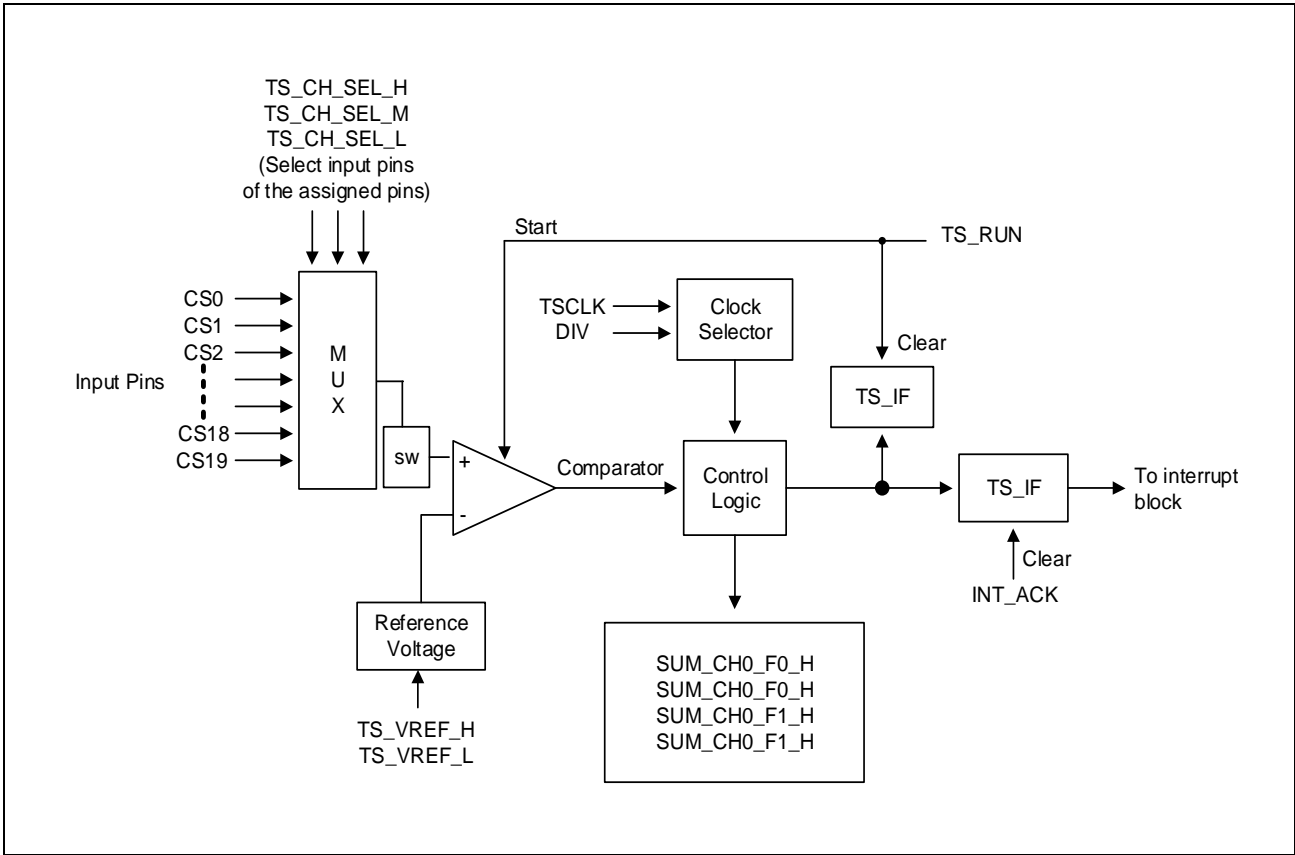 TS_CH_SEL_H
TS_CH_SEL_M
TS_CH_SEL_L
(Select input pins
of the assigned pins)
Start
TS_RUN
CS0
CS1
CS2
Input Pins
CS18
CS19
M
U
X
TSCLK
DIV
Clock
Selector
Clear
TS_IF
sw
+
-
Comparator
Control
Logic
TS_IF
To interrupt
block
Clear
INT_ACK
Reference
Voltage
TS_VREF_H
TS_VREF_L
SUM_CH0_F0_H
SUM_CH0_F0_H
SUM_CH0_F1_H
SUM_CH0_F1_H